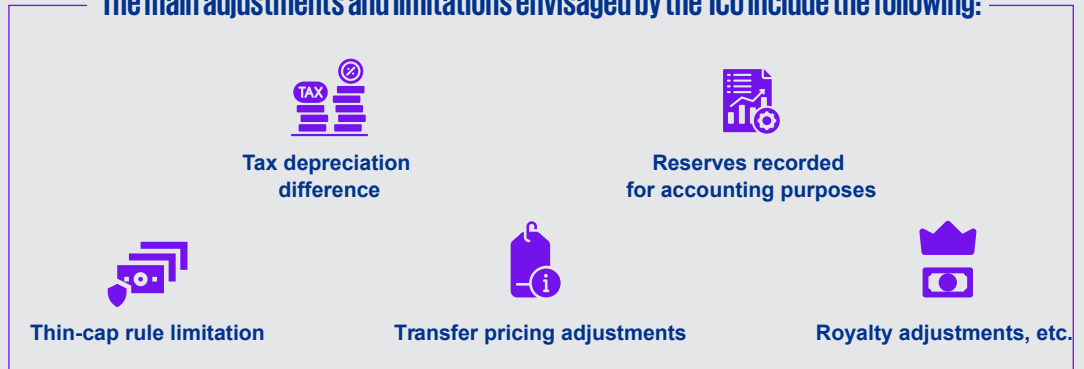 The main adjustments and limitations envisaged by the TCU include the following:
TAX
Tax depreciation
difference
Reserves recorded
for accounting purposes
Thin-cap rule limitation
Transfer pricing adjustments
Royalty adjustments, etc.